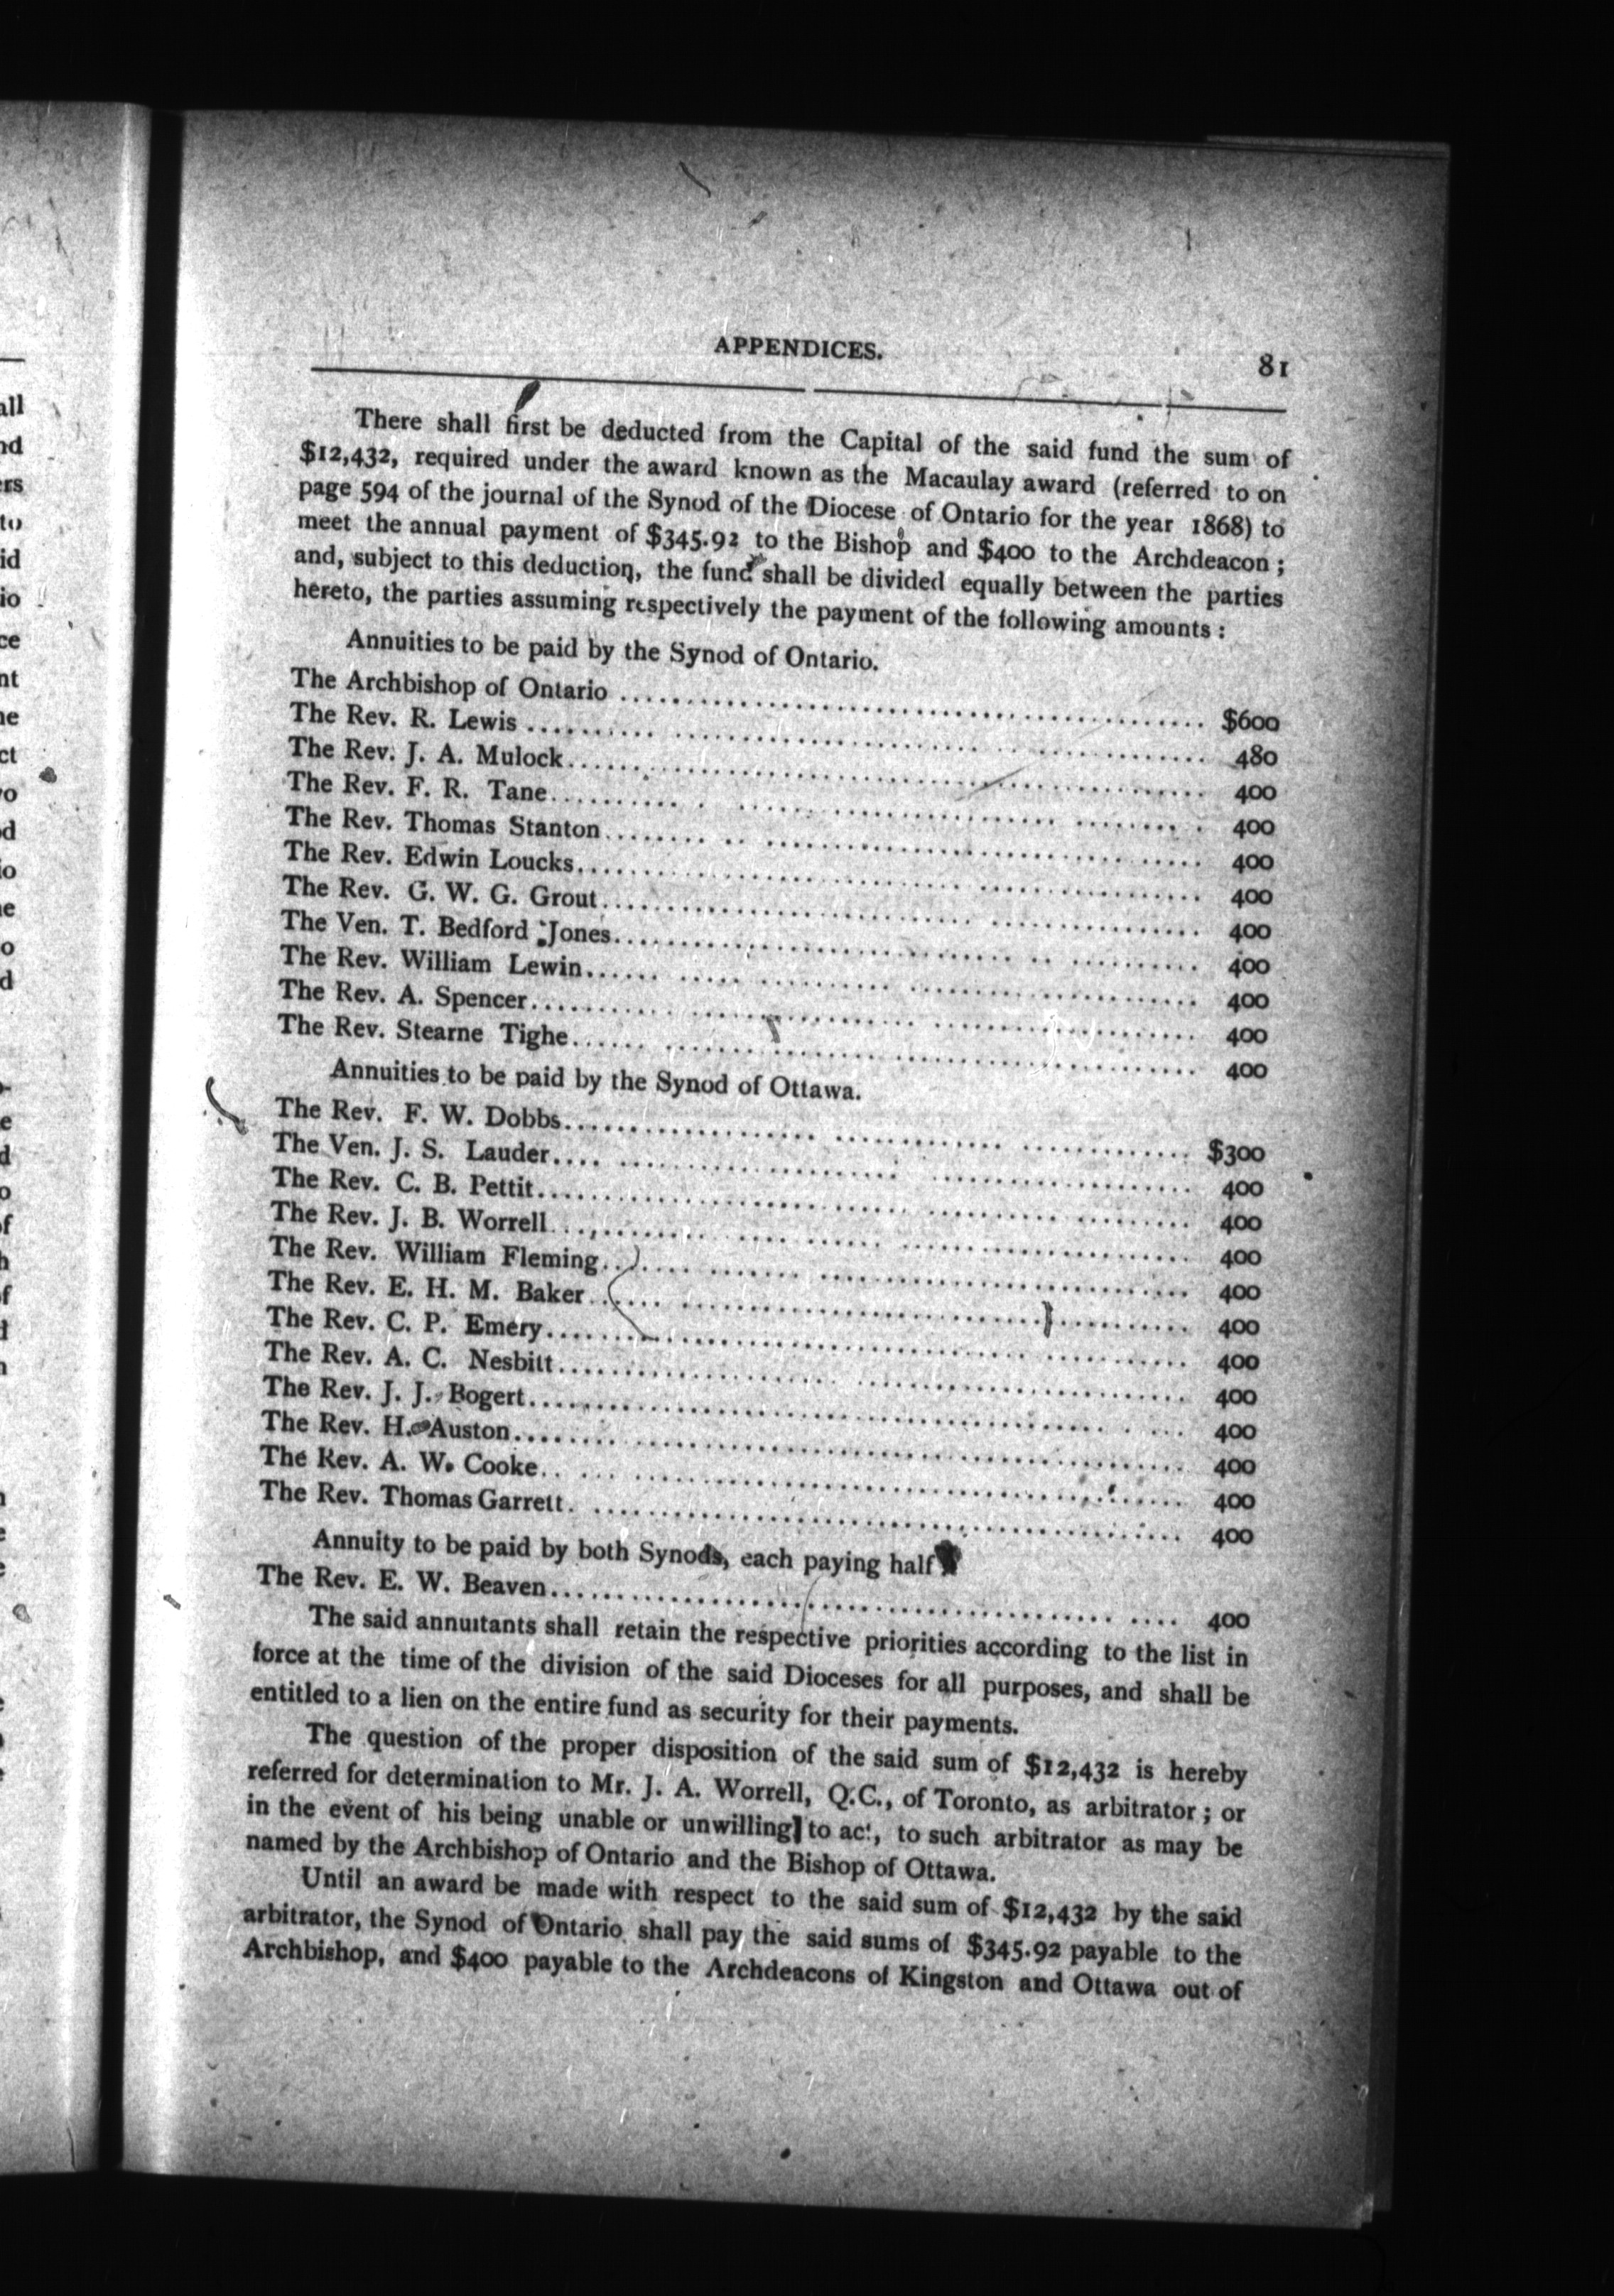 APPENDICES.
81
There shall first be deducted from the Capital of the said fund the sum of
$12,432, required under the award known as the Macaulay award (referred to on
page 594 of the journal of the Synod of the Diocese of Ontario for the year 1868) to
meet the annual payment of $345.92 to the Bishop and $400 to the Archdeacon;
and, subject to this deduction, the fund shall be divided equally between the parties
hereto, the parties assuming respectively the payment of the following amounts:
Annuities to be paid by the Synod of Ontario.
The Archbishop of Ontario ........ $600
The Rev. R. Lewis ........ 480
The Rev. J. A. Mulock ........ 400
The Rev. F. R. Tane ........ 400
The Rev. Thomas Stanton ........ 400
The Rev. Edwin Loucks ........ 400
The Rev. G. W. G. Grout ........ 400
The Ven. T. Bedford Jones ........ 400
The Rev. William Lewin ........ 400
The Rev. A. Spencer ........ 400
The Rev. Stearne Tighe ........ 400
Annuities to be paid by the Synod of Ottawa.
The Rev. F. W. Dobbs ........ $300
The Ven. J. S. Lauder ........ 400
The Rev. C. B. Pettit ........ 400
The Rev. J. B. Worrell ........ 400
The Rev. William Fleming ........ 400
The Rev. E. H. M. Baker ........ 400
The Rev. C. P. Emery ........ 400
The Rev. A. C. Nesbitt ........ 400
The Rev. J. J. Bogert ........ 400
The Rev. H. Auston ........ 400
The Rev. A. W. Cooke ........ 400
The Rev. Thomas Garrett ........ 400
Annuity to be paid by both Synods, each paying half
The Rev. E. W. Beaven ........ 400
The said annuitants shall retain the respective priorities according to the list in
force at the time of the division of the said Dioceses for all purposes, and shall be
entitled to a lien on the entire fund as security for their payments.
The question of the proper disposition of the said sum of $12,432 is hereby
referred for determination to Mr. J. A. Worrell, Q.C., of Toronto, as arbitrator; or
in the event of his being unable or unwilling to act, to such arbitrator as may be
named by the Archbishop of Ontario and the Bishop of Ottawa.
Until an award be made with respect to the said sum of $12,432 by the said
arbitrator, the Synod of Ontario shall pay the said sums of $345.92 payable to the
Archbishop, and $400 payable to the Archdeacons of Kingston and Ottawa out of